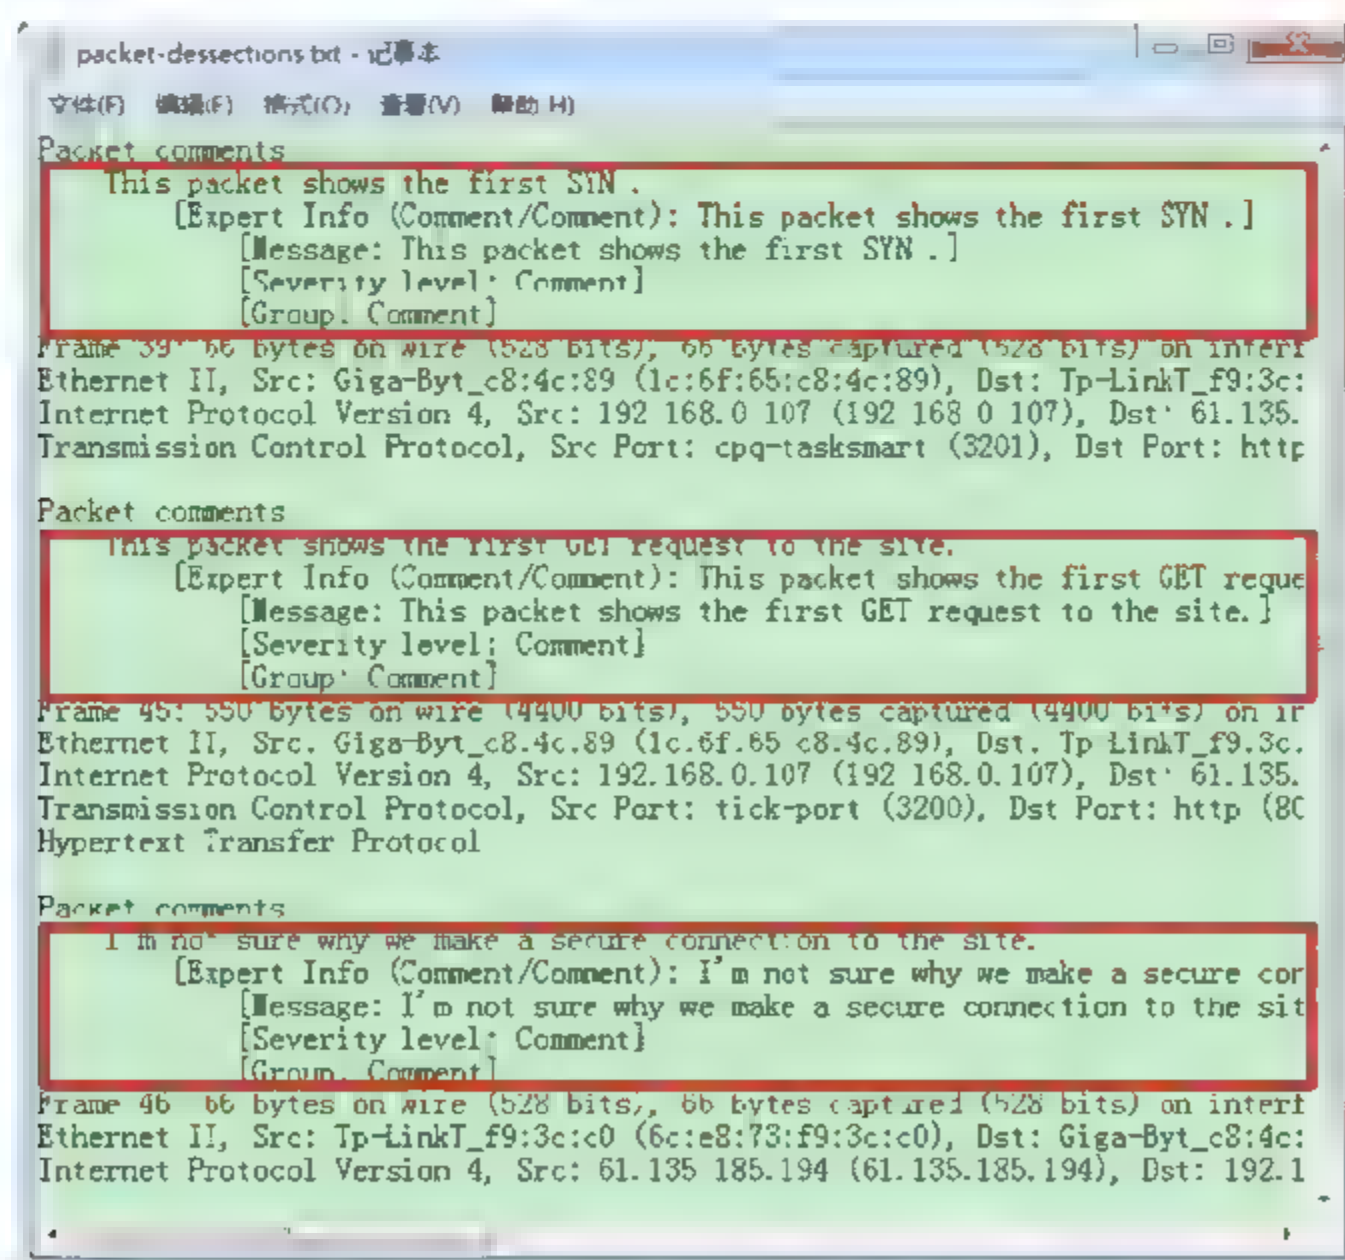 packet-dessections.txt - 记事本
文件(F) 编辑(E) 格式(O) 查看(V) 帮助(H)
Packet comments
This packet shows the first SYN .
[Expert Info (Comment/Comment): This packet shows the first SYN .]
[Message: This packet shows the first SYN .]
[Severity level: Comment]
[Group: Comment]
Frame 39: 66 bytes on wire (528 bits), 66 bytes captured (528 bits) on interf
Ethernet II, Src: Giga-Byt_c8:4c:89 (1c:6f:65:c8:4c:89), Dst: Tp-LinkT_f9:3c:
Internet Protocol Version 4, Src: 192.168.0.107 (192.168.0.107), Dst: 61.135.
Transmission Control Protocol, Src Port: cpq-tasksmart (3201), Dst Port: http
Packet comments
This packet shows the first GET request to the site.
[Expert Info (Comment/Comment): This packet shows the first GET reque
[Message: This packet shows the first GET request to the site.]
[Severity level: Comment]
[Group: Comment]
Frame 45: 550 bytes on wire (4400 bits), 550 bytes captured (4400 bits) on in
Ethernet II, Src: Giga-Byt_c8:4c:89 (1c:6f:65:c8:4c:89), Dst: Tp-LinkT_f9:3c:
Internet Protocol Version 4, Src: 192.168.0.107 (192.168.0.107), Dst: 61.135.
Transmission Control Protocol, Src Port: tick-port (3200), Dst Port: http (80
Hypertext Transfer Protocol
Packet comments
I'm not sure why we make a secure connection to the site.
[Expert Info (Comment/Comment): I'm not sure why we make a secure con
[Message: I'm not sure why we make a secure connection to the sit
[Severity level: Comment]
[Group: Comment]
Frame 46: 66 bytes on wire (528 bits), 66 bytes captured (528 bits) on interf
Ethernet II, Src: Tp-LinkT_f9:3c:c0 (6c:e8:73:f9:3c:c0), Dst: Giga-Byt_c8:4c:
Internet Protocol Version 4, Src: 61.135.185.194 (61.135.185.194), Dst: 192.1